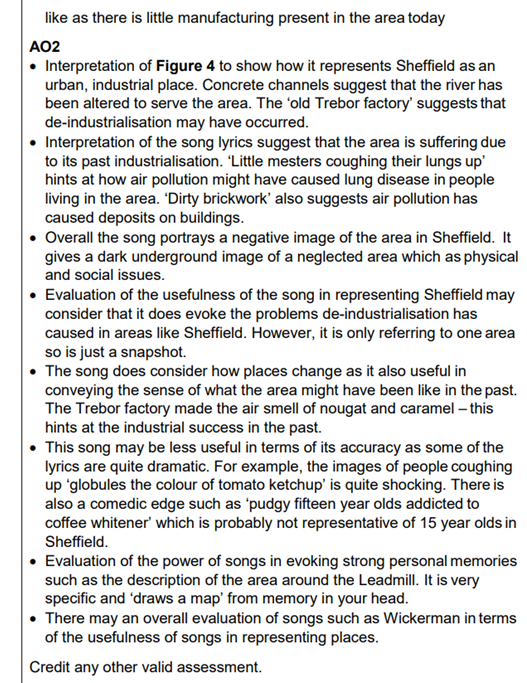 like as there is little manufacturing present in the area today
AO2
• Interpretation of Figure 4 to show how it represents Sheffield as an
urban, industrial place. Concrete channels suggest that the river has
been altered to serve the area. The ‘old Trebor factory’ suggests that
de-industrialisation may have occurred.
• Interpretation of the song lyrics suggest that the area is suffering due
to its past industrialisation. ‘Little mesters coughing their lungs up’
hints at how air pollution might have caused lung disease in people
living in the area. ‘Dirty brickwork’ also suggests air pollution has
caused deposits on buildings.
• Overall the song portrays a negative image of the area in Sheffield. It
gives a dark underground image of a neglected area which as physical
and social issues.
• Evaluation of the usefulness of the song in representing Sheffield may
consider that it does evoke the problems de-industrialisation has
caused in areas like Sheffield. However, it is only referring to one area
so is just a snapshot.
• The song does consider how places change as it also useful in
conveying the sense of what the area might have been like in the past.
The Trebor factory made the air smell of nougat and caramel – this
hints at the industrial success in the past.
• This song may be less useful in terms of its accuracy as some of the
lyrics are quite dramatic. For example, the images of people coughing
up ‘globules the colour of tomato ketchup’ is quite shocking. There is
also a comedic edge such as ‘pudgy fifteen year olds addicted to
coffee whitener’ which is probably not representative of 15 year olds in
Sheffield.
• Evaluation of the power of songs in evoking strong personal memories
such as the description of the area around the Leadmill. It is very
specific and ‘draws a map’ from memory in your head.
• There may an overall evaluation of songs such as Wickerman in terms
of the usefulness of songs in representing places.
Credit any other valid assessment.